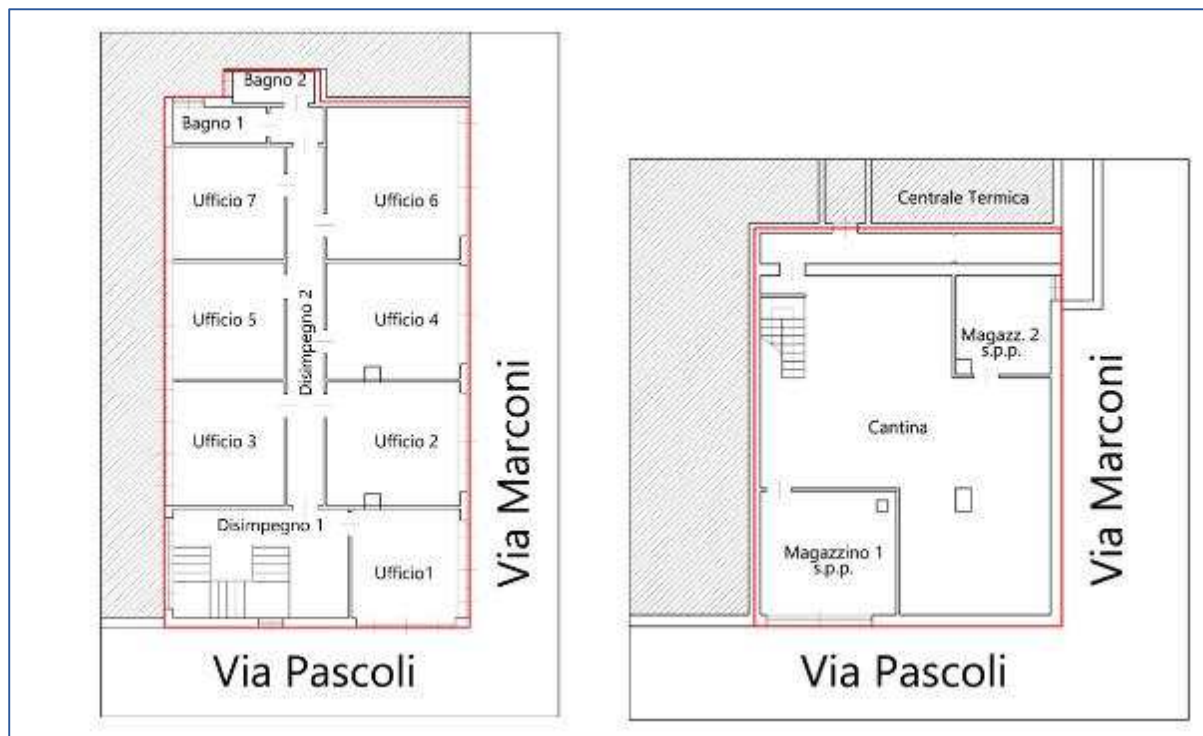 Bagno 2
Bagno 1
Ufficio 7
Ufficio 6
Ufficio 5
Ufficio 4
Disimpegno 2
Ufficio 3
Ufficio 2
Disimpegno 1
Ufficio1
Via Marconi
Via Pascoli
Centrale Termica
Magazz. 2
s.p.p.
Cantina
Magazzino 1
s.p.p.
Via Marconi
Via Pascoli